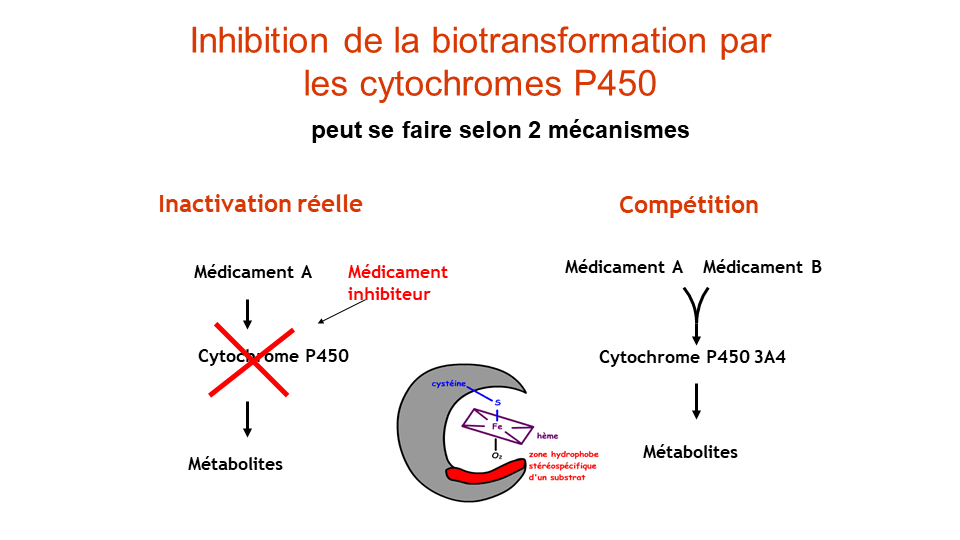 Inhibition de la biotransformation par
les cytochromes P450
peut se faire selon 2 mécanismes
Inactivation réelle
Compétition
Médicament A
Médicament
inhibiteur
Cytochrome P450
Métabolites
Médicament A
Médicament B
Cytochrome P450 3A4
Métabolites
cystéine
S
Fe
hème
O₂
zone hydrophobe
stéréospécifique
d'un substrat